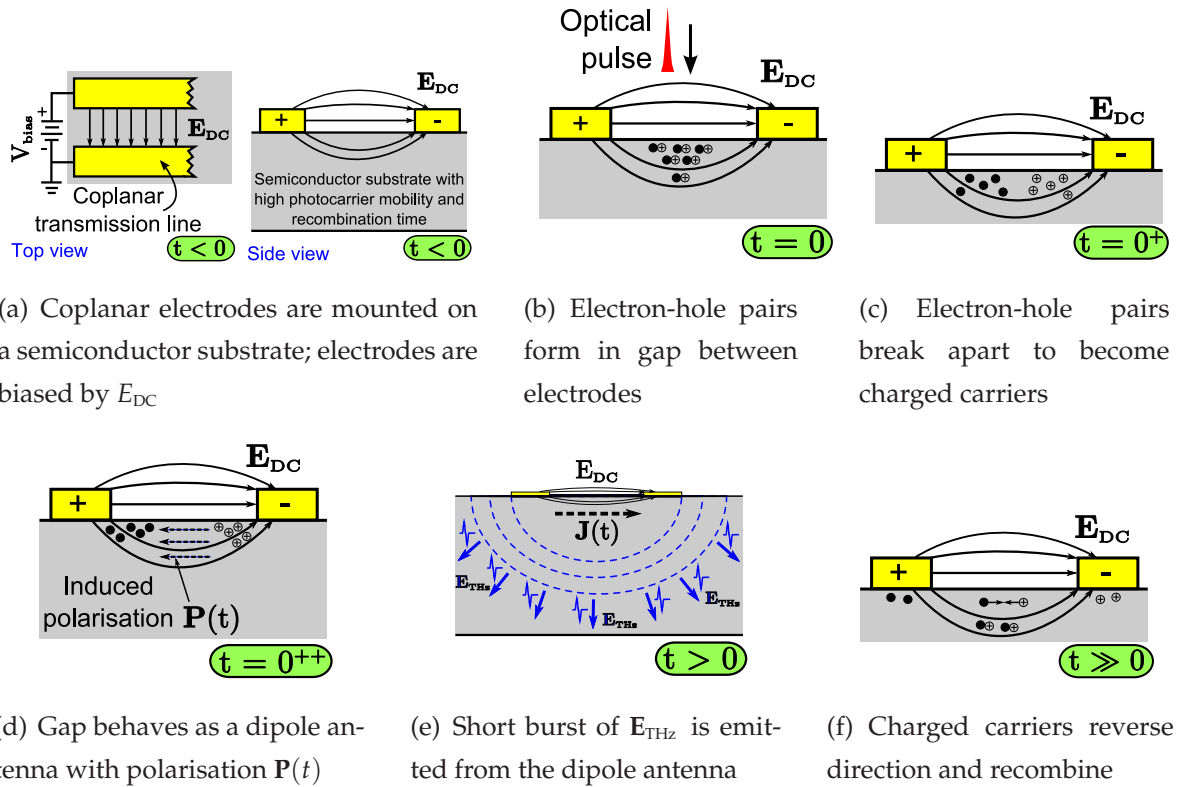 V_bias
+
-
E_DC
Coplanar
transmission line
Top view
t < 0
E_DC
+
-
Semiconductor substrate with
high photocarrier mobility and
recombination time
Side view
t < 0
(a) Coplanar electrodes are mounted on
a semiconductor substrate; electrodes are
biased by E_DC
Optical
pulse
E_DC
+
-
t = 0
(b) Electron-hole pairs
form in gap between
electrodes
E_DC
+
-
t = 0⁺
(c) Electron-hole pairs
break apart to become
charged carriers
E_DC
+
-
Induced
polarisation P(t)
t = 0⁺⁺
(d) Gap behaves as a dipole an-
tenna with polarisation P(t)
E_DC
J(t)
E_THz
E_THz
E_THz
t > 0
(e) Short burst of E_THz is emit-
ted from the dipole antenna
E_DC
+
-
t ≫ 0
(f) Charged carriers reverse
direction and recombine